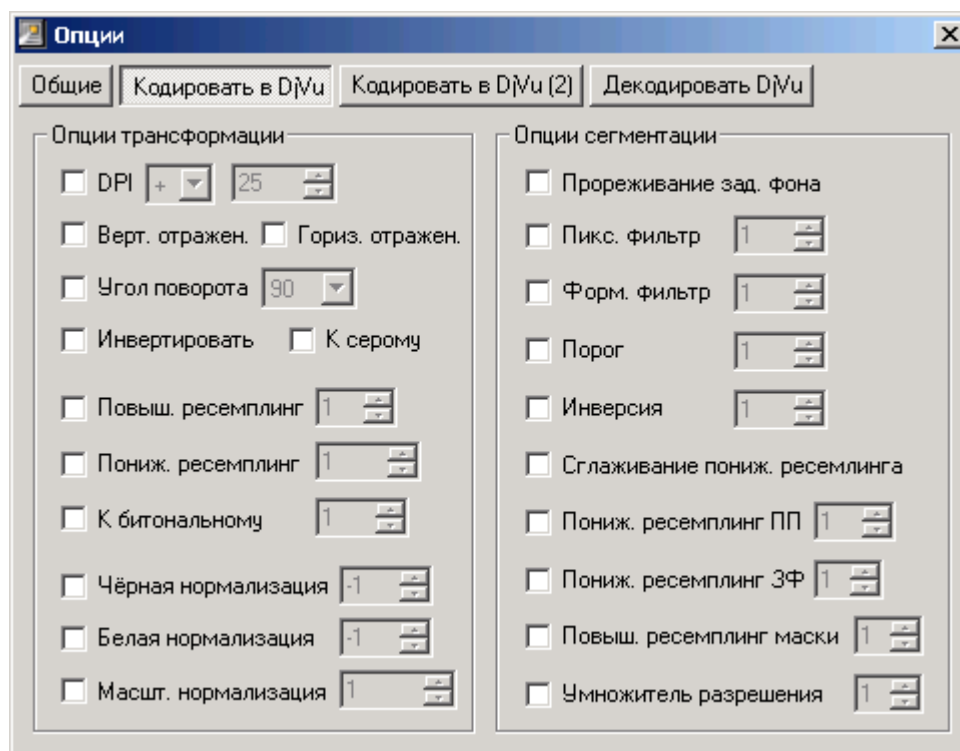 Опции
Общие Кодировать в DjVu Кодировать в DjVu (2) Декодировать DjVu
Опции трансформации
DPI + 25
Верт. отражен. Гориз. отражен.
Угол поворота 90
Инвертировать К серому
Повыш. ресемплинг 1
Пониж. ресемплинг 1
К битональному 1
Чёрная нормализация -1
Белая нормализация -1
Масшт. нормализация 1
Опции сегментации
Прореживание зад. фона
Пикс. фильтр 1
Форм. фильтр 1
Порог 1
Инверсия 1
Сглаживание пониж. ресемлинга
Пониж. ресемплинг ПП 1
Пониж. ресемплинг ЗФ 1
Повыш. ресемплинг маски 1
Умножитель разрешения 1